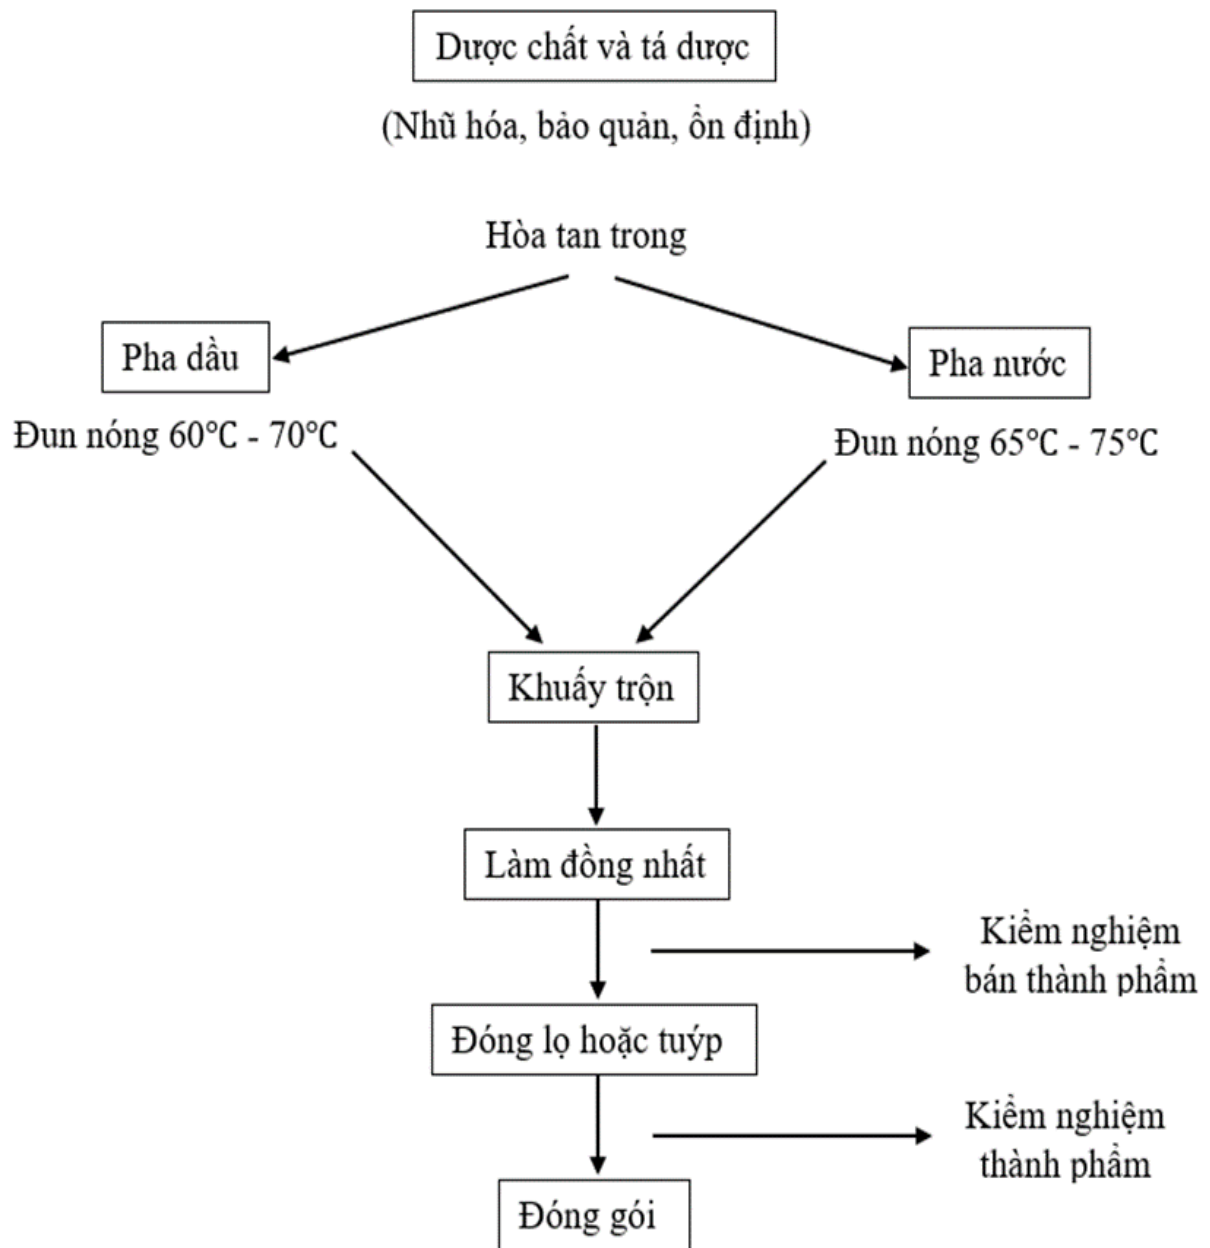 Dược chất và tá dược
(Nhũ hóa, bảo quản, ổn định)
Hòa tan trong
Pha dầu
Pha nước
Đun nóng 60℃ - 70℃
Đun nóng 65℃ - 75℃
Khuấy trộn
Làm đồng nhất
Kiểm nghiệm
bán thành phẩm
Đóng lọ hoặc tuýp
Kiểm nghiệm
thành phẩm
Đóng gói